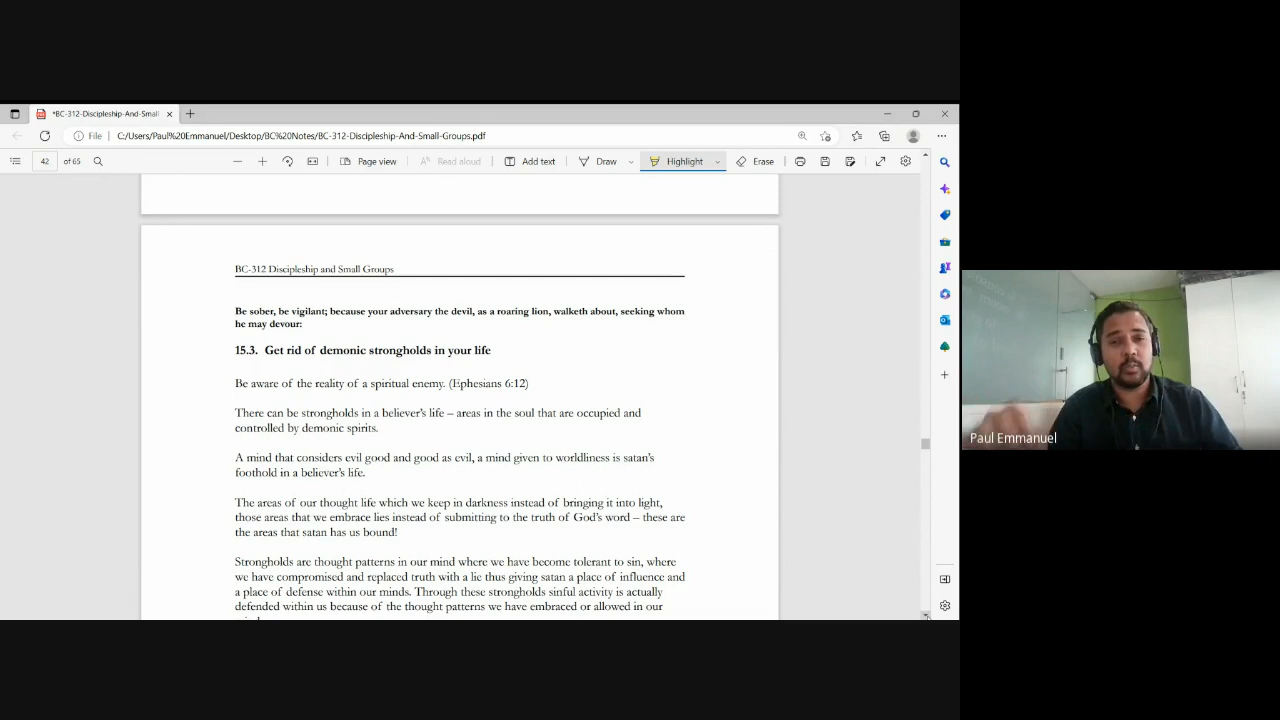 *BC-312-Discipleship-And-Small
File
C:/Users/Paul%20Emmanuel/Desktop/BC%20Notes/BC-312-Discipleship-And-Small-Groups.pdf
42 of 65
Page view
Read aloud
Add text
Draw
Highlight
Erase
BC-312 Discipleship and Small Groups
Be sober, be vigilant; because your adversary the devil, as a roaring lion, walketh about, seeking whom
he may devour:
15.3. Get rid of demonic strongholds in your life
Be aware of the reality of a spiritual enemy. (Ephesians 6:12)
There can be strongholds in a believer's life – areas in the soul that are occupied and
controlled by demonic spirits.
A mind that considers evil good and good as evil, a mind given to worldliness is satan's
foothold in a believer's life.
The areas of our thought life which we keep in darkness instead of bringing it into light,
those areas that we embrace lies instead of submitting to the truth of God's word – these are
the areas that satan has us bound!
Strongholds are thought patterns in our mind where we have become tolerant to sin, where
we have compromised and replaced truth with a lie thus giving satan a place of influence and
a place of defense within our minds. Through these strongholds sinful activity is actually
defended within us because of the thought patterns we have embraced or allowed in our
Paul Emmanuel